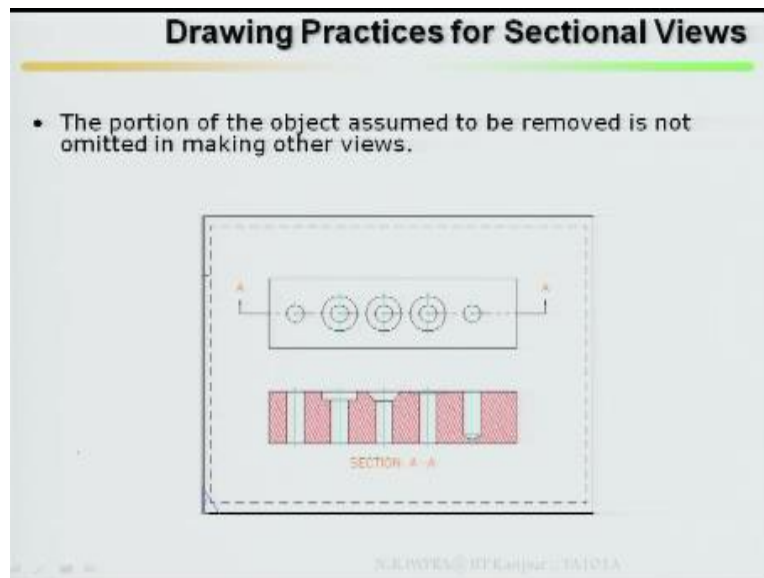 Drawing Practices for Sectional Views
• The portion of the object assumed to be removed is not
omitted in making other views.
A A
SECTION A-A